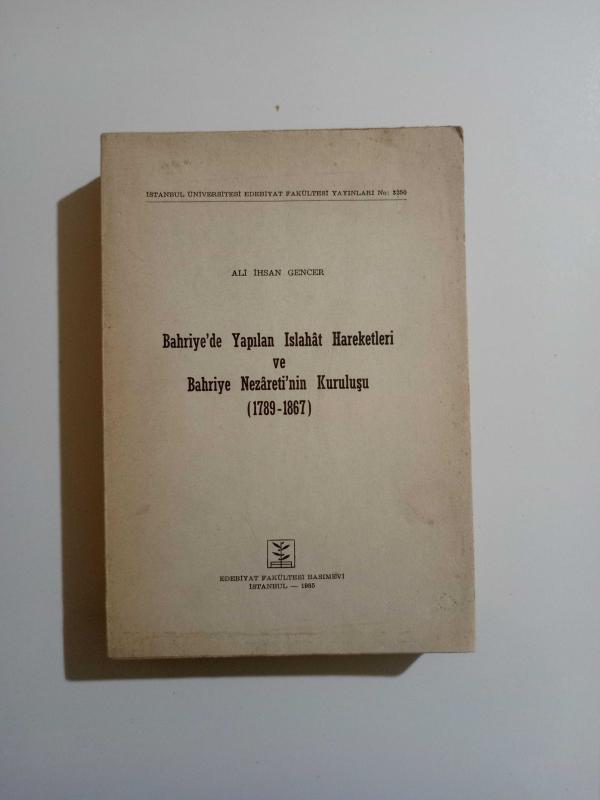 İSTANBUL ÜNİVERSİTESİ EDEBİYAT FAKÜLTESİ YAYINLARI No: 3250
ALİ İHSAN GENCER
Bahriye'de Yapılan Islahât Hareketleri
ve
Bahriye Nezâreti'nin Kuruluşu
(1789-1867)
EDEBİYAT FAKÜLTESİ BASIMEVİ
İSTANBUL — 1985